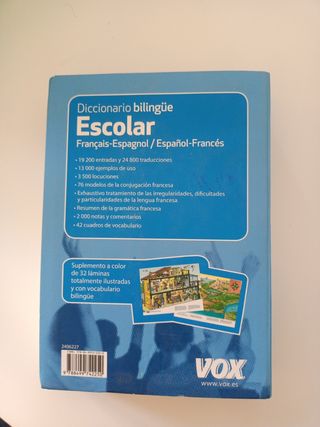 Diccionario bilingüe
Escolar
Français-Espagnol / Español-Francés
• 19 200 entradas y 24 800 traducciones
• 13 000 ejemplos de uso
• 3 500 locuciones
• 76 modelos de la conjugación francesa
• Exhaustivo tratamiento de las irregularidades, dificultades
y particularidades de la lengua francesa
• Resumen de la gramática francesa
• 2 000 notas y comentarios
• 42 cuadros de vocabulario
Suplemento a color
de 32 láminas
totalmente ilustradas
y con vocabulario
bilingüe
2406227
VOX
www.vox.es